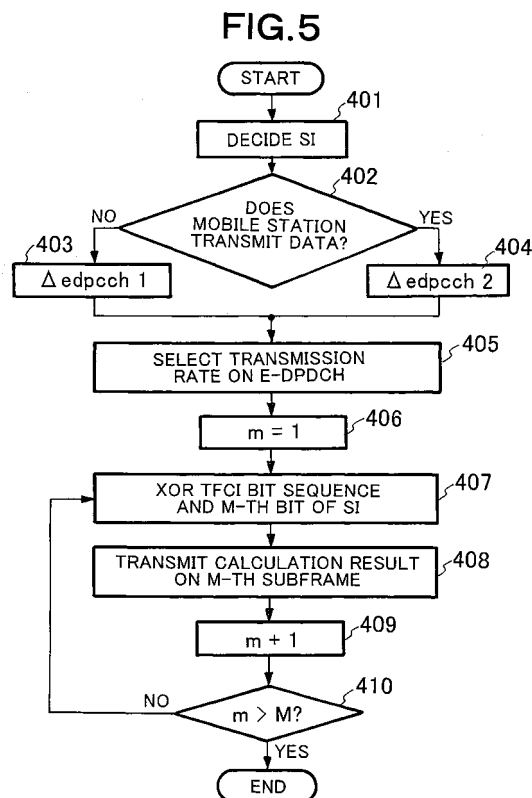 FIG.5
START
401
DECIDE SI
402
DOES
MOBILE STATION
TRANSMIT DATA?
NO
YES
403
404
Δ edpcch 1
Δ edpcch 2
SELECT TRANSMISSION
RATE ON E-DPDCH
405
406
m = 1
XOR TFCI BIT SEQUENCE
AND M-TH BIT OF SI
407
TRANSMIT CALCULATION RESULT
ON M-TH SUBFRAME
408
m + 1
409
410
NO
m > M?
YES
END